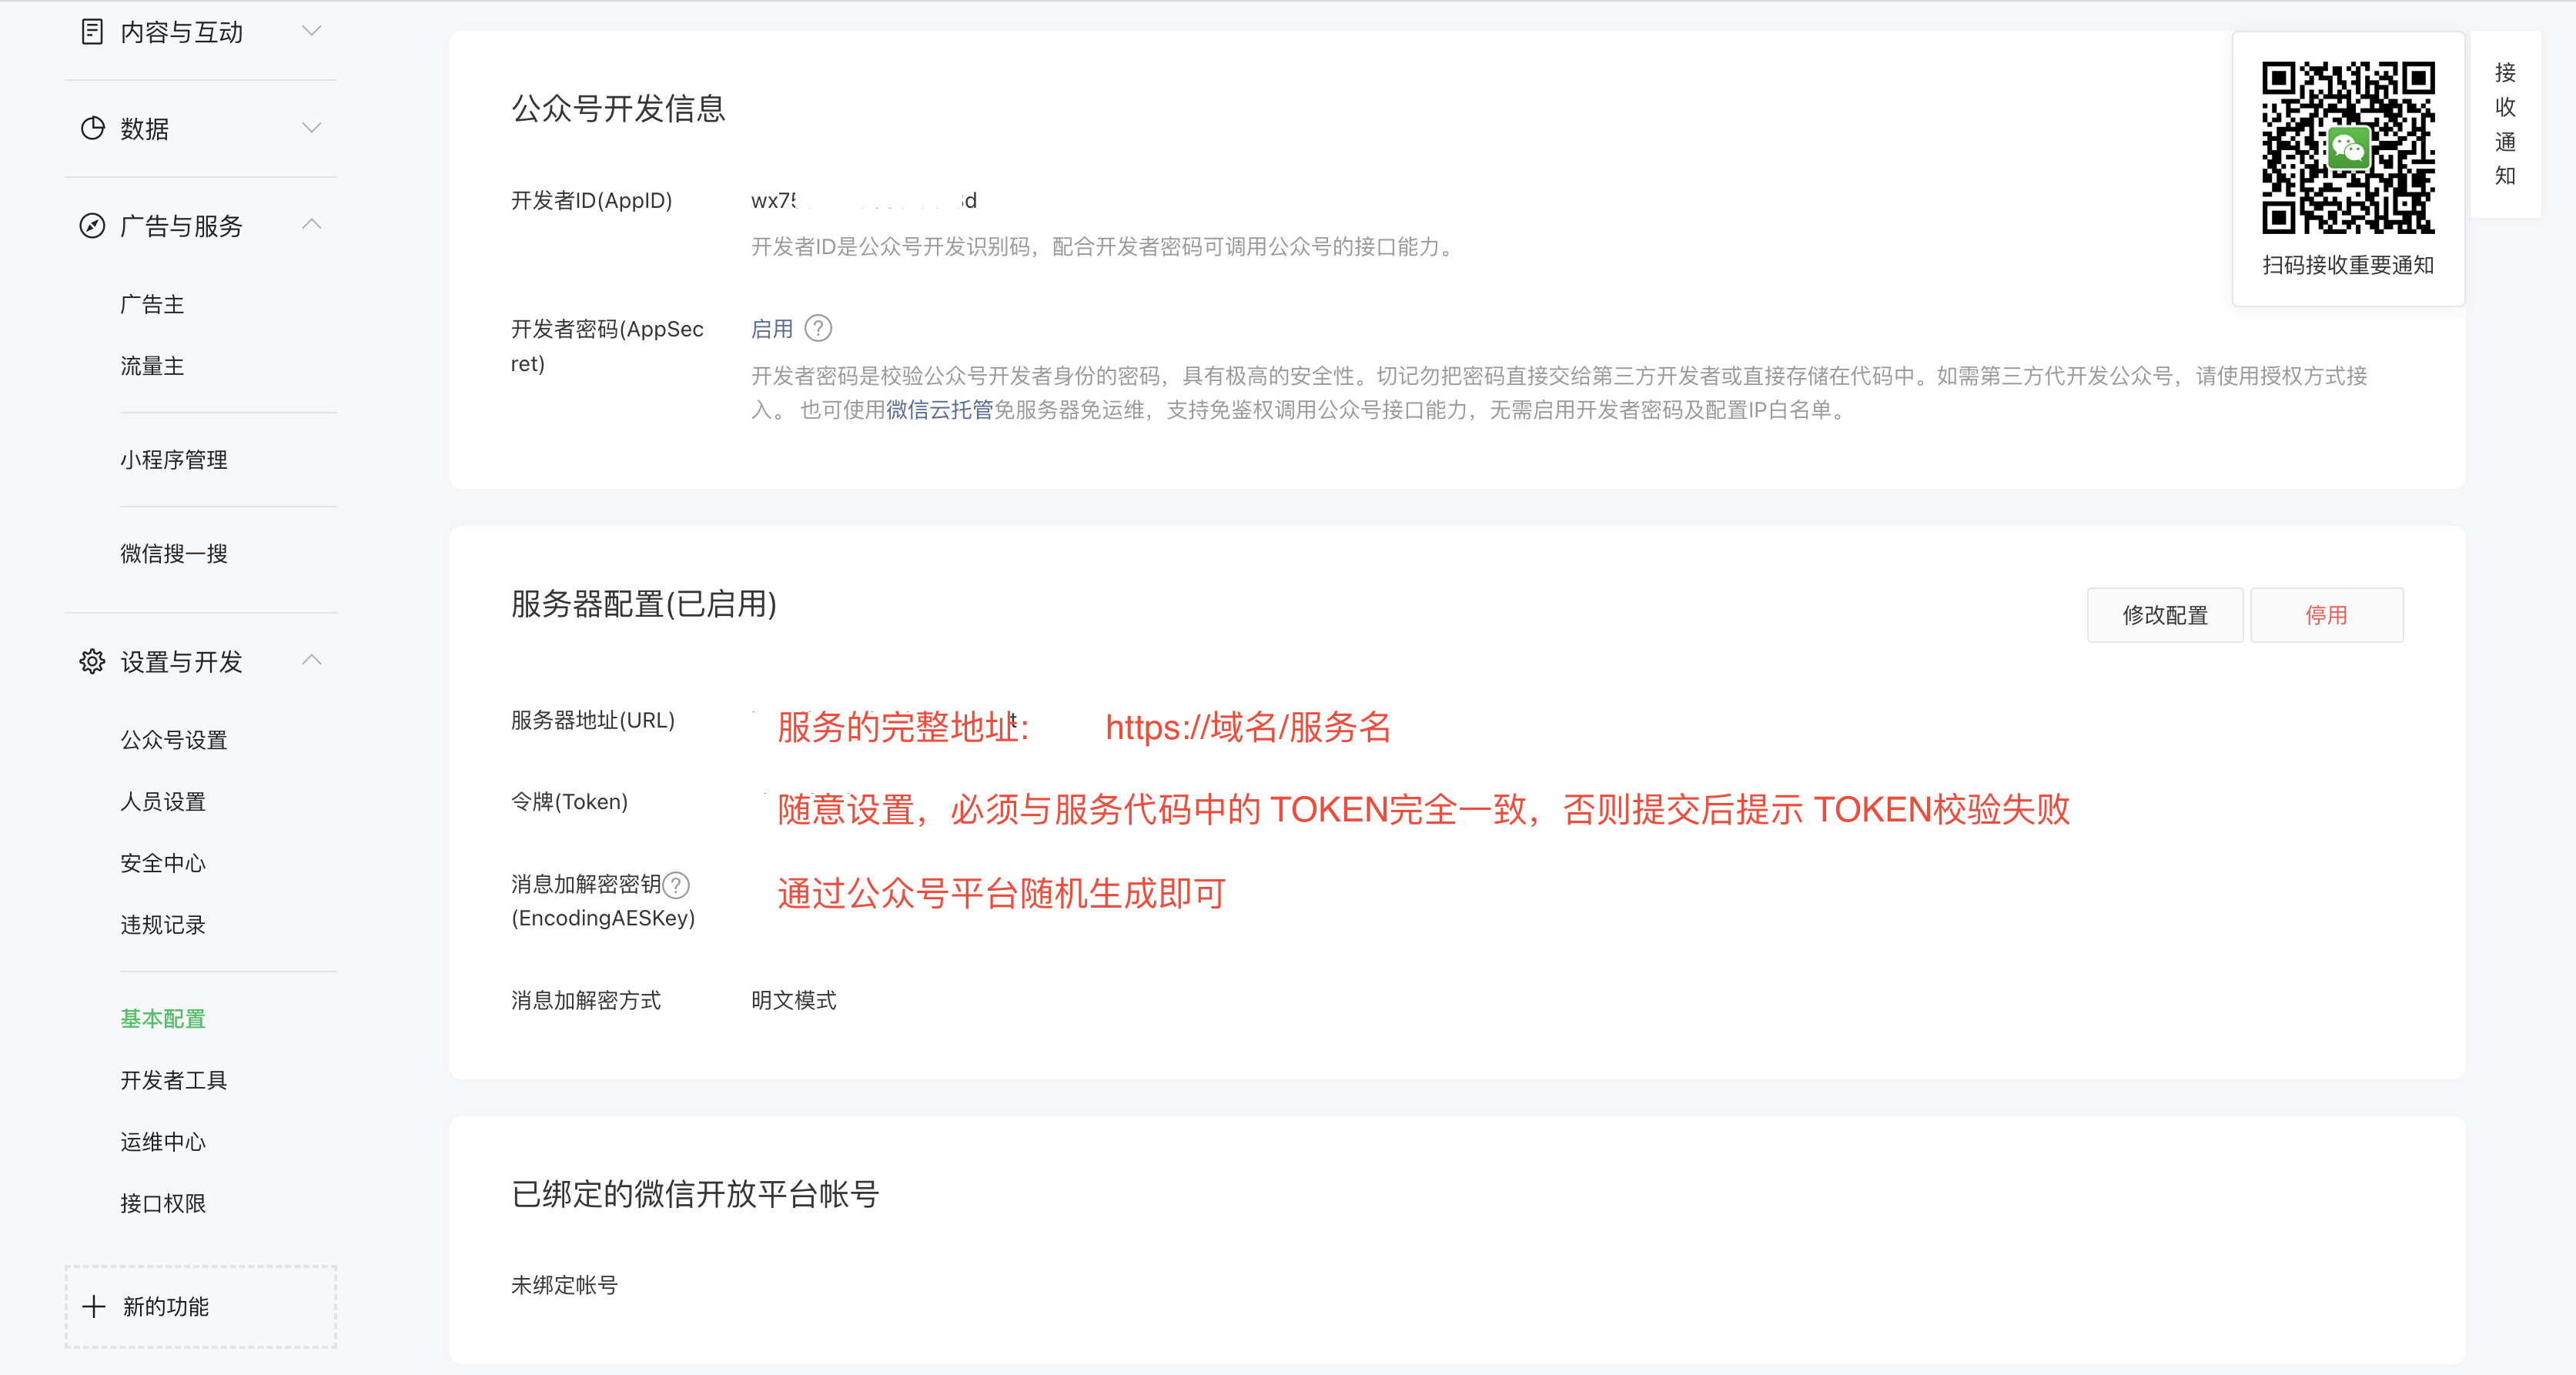 内容与互动
数据
广告与服务
广告主
流量主
小程序管理
微信搜一搜
设置与开发
公众号设置
人员设置
安全中心
违规记录
基本配置
开发者工具
运维中心
接口权限
新的功能
公众号开发信息
开发者ID(AppID)
开发者ID是公众号开发识别码，配合开发者密码可调用公众号的接口能力。
开发者密码(AppSec
ret)
启用
开发者密码是校验公众号开发者身份的密码，具有极高的安全性。切记勿把密码直接交给第三方开发者或直接存储在代码中。如需第三方代开发公众号，请使用授权方式接
入。 也可使用微信云托管免服务器免运维，支持免鉴权调用公众号接口能力，无需启用开发者密码及配置IP白名单。
扫码接收重要通知
接
收
通
知
服务器配置(已启用)
修改配置
停用
服务器地址(URL)
服务的完整地址: https://域名/服务名
令牌(Token)
随意设置，必须与服务代码中的 TOKEN完全一致，否则提交后提示 TOKEN校验失败
消息加解密密钥
(EncodingAESKey)
通过公众号平台随机生成即可
消息加解密方式
明文模式
已绑定的微信开放平台帐号
未绑定帐号